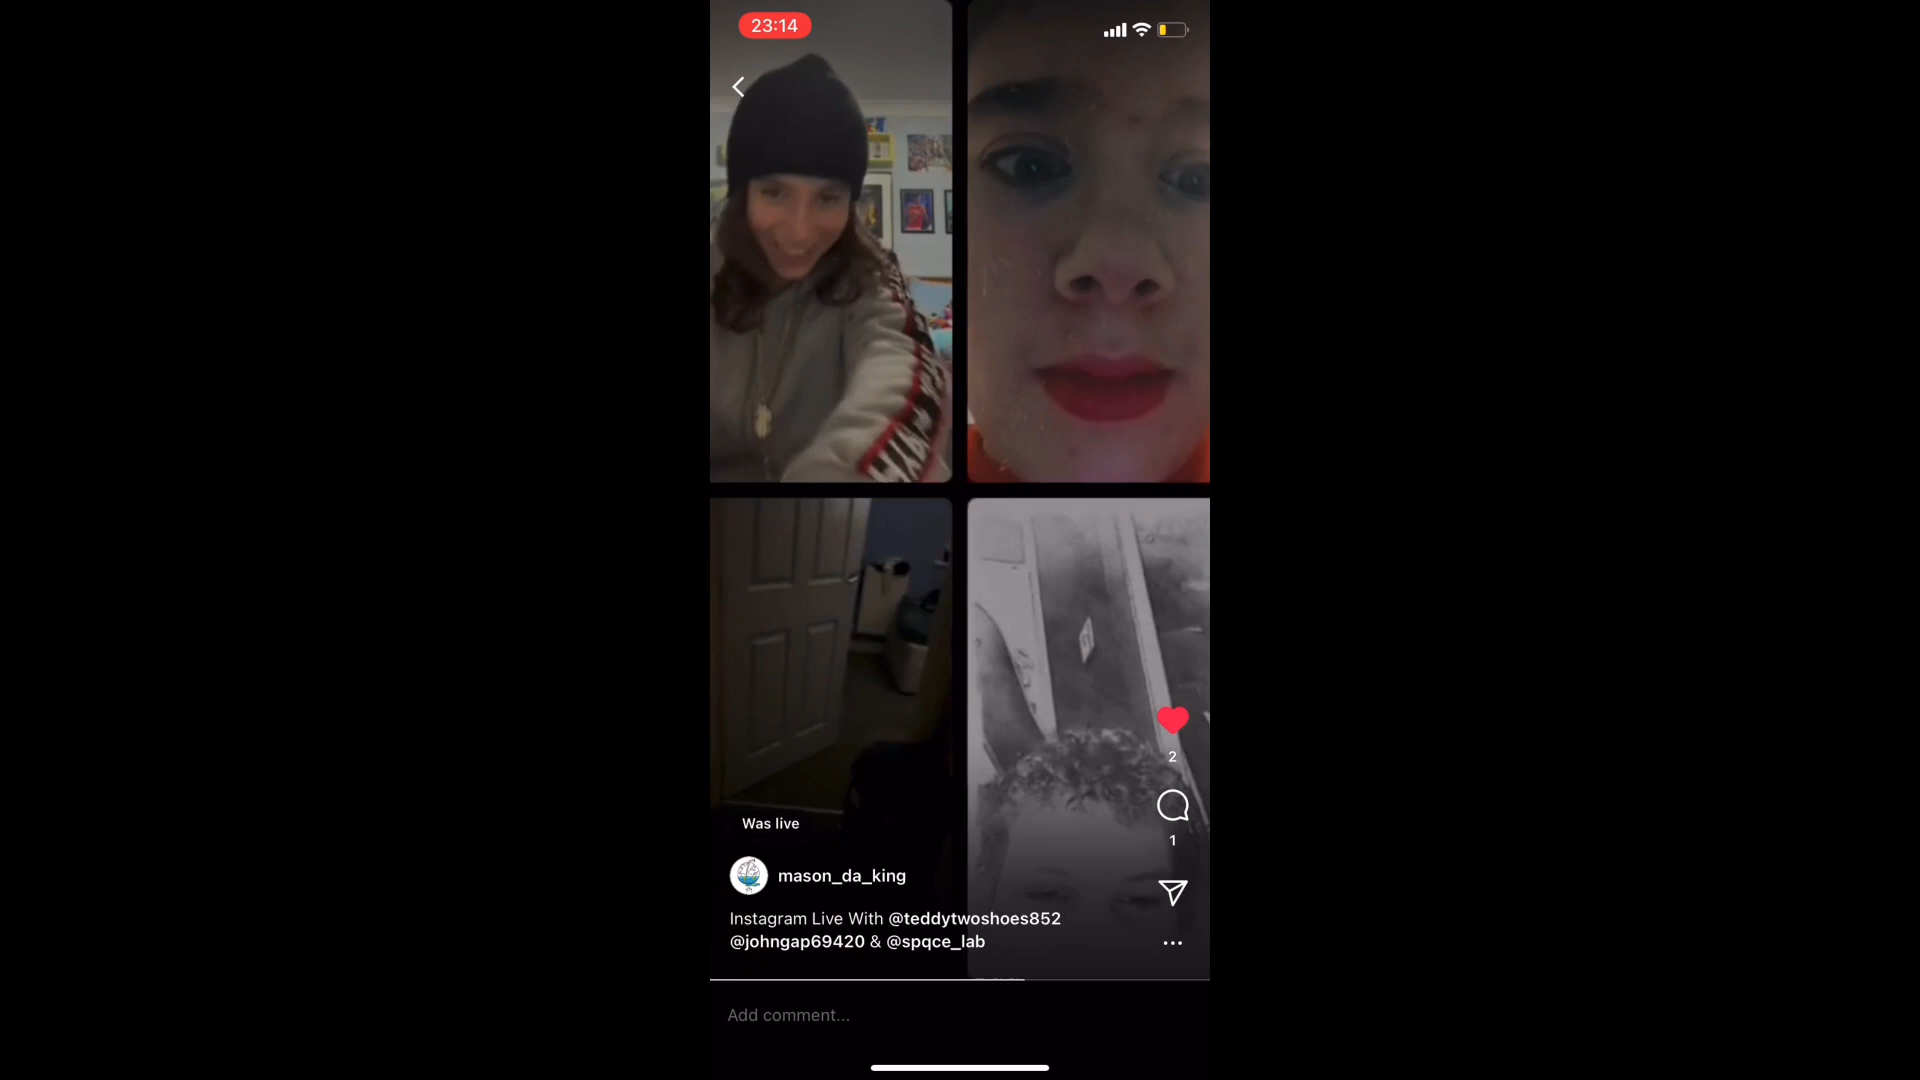 23:14
Was live
mason_da_king
Instagram Live With @teddytwoshoes852
@johngap69420 & @spqce_lab
2
1
Add comment...